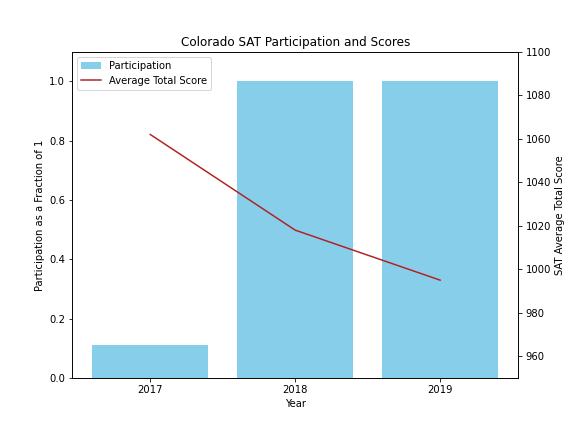 Colorado SAT Participation and Scores
Participation
Average Total Score
Participation as a Fraction of 1
1.0
0.8
0.6
0.4
0.2
0.0
1100
1080
1060
1040
1020
1000
980
960
SAT Average Total Score
2017 2018 2019
Year